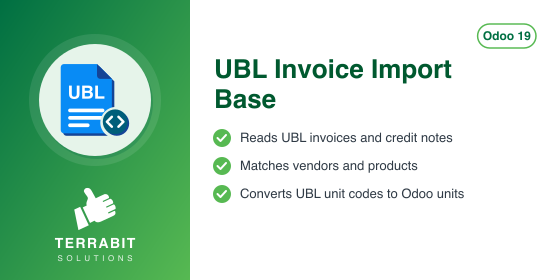 Odoo 19
UBL Invoice Import
Base
Reads UBL invoices and credit notes
Matches vendors and products
Converts UBL unit codes to Odoo units
UBL
TERRABIT
SOLUTIONS